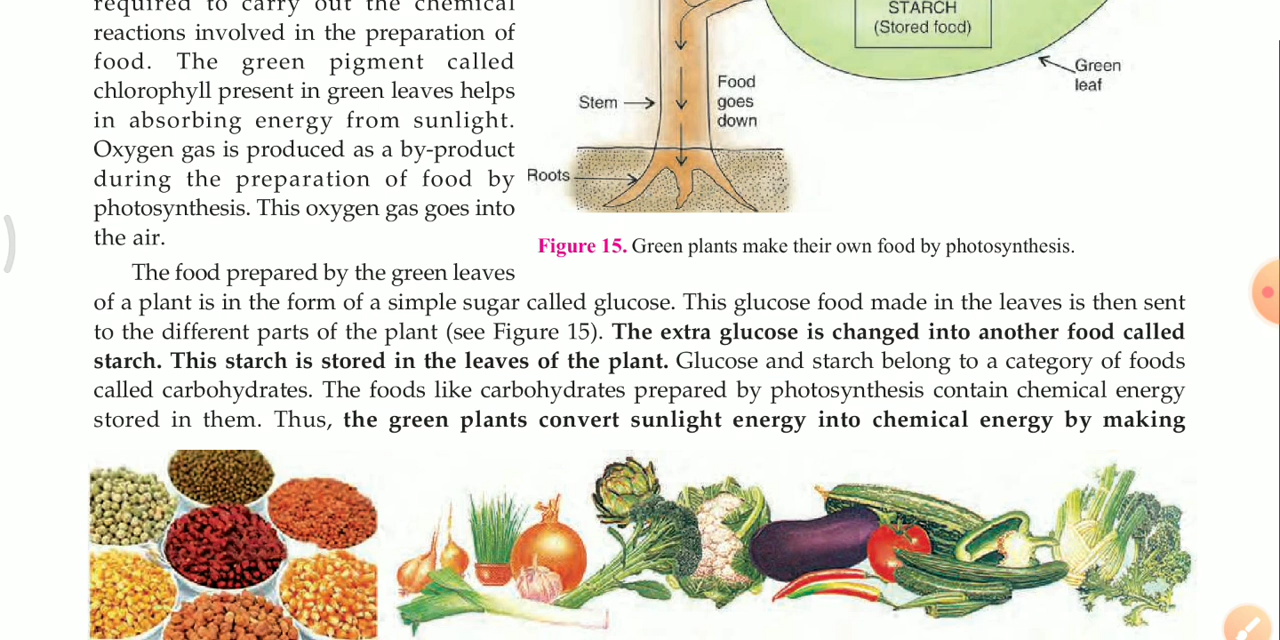 required to carry out the chemical
reactions involved in the preparation of
food. The green pigment called
chlorophyll present in green leaves helps
in absorbing energy from sunlight.
Oxygen gas is produced as a by-product
during the preparation of food by
photosynthesis. This oxygen gas goes into
the air.
STARCH
(Stored food)
Green
leaf
Food
goes
down
Stem
Roots
Figure 15. Green plants make their own food by photosynthesis.
The food prepared by the green leaves
of a plant is in the form of a simple sugar called glucose. This glucose food made in the leaves is then sent
to the different parts of the plant (see Figure 15). The extra glucose is changed into another food called
starch. This starch is stored in the leaves of the plant. Glucose and starch belong to a category of foods
called carbohydrates. The foods like carbohydrates prepared by photosynthesis contain chemical energy
stored in them. Thus, the green plants convert sunlight energy into chemical energy by making